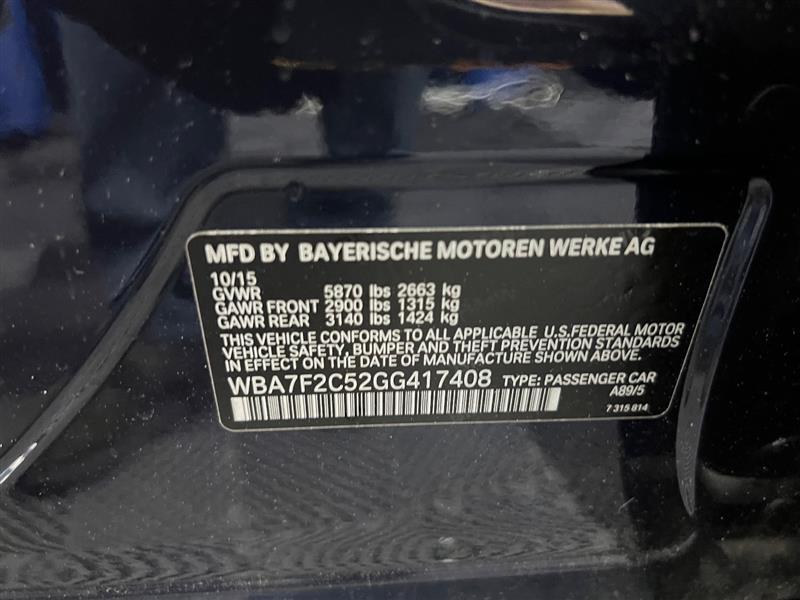 MFD BY BAYERISCHE MOTOREN WERKE AG
10/15
GVWR 5870 lbs 2663 kg
GAWR FRONT 2900 lbs 1315 kg
GAWR REAR 3140 lbs 1424 kg
THIS VEHICLE CONFORMS TO ALL APPLICABLE U.S.FEDERAL MOTOR
VEHICLE SAFETY, BUMPER AND THEFT PREVENTION STANDARDS
IN EFFECT ON THE DATE OF MANUFACTURE SHOWN ABOVE.
WBA7F2C52GG417408 TYPE: PASSENGER CAR
A89/5
7 315 814